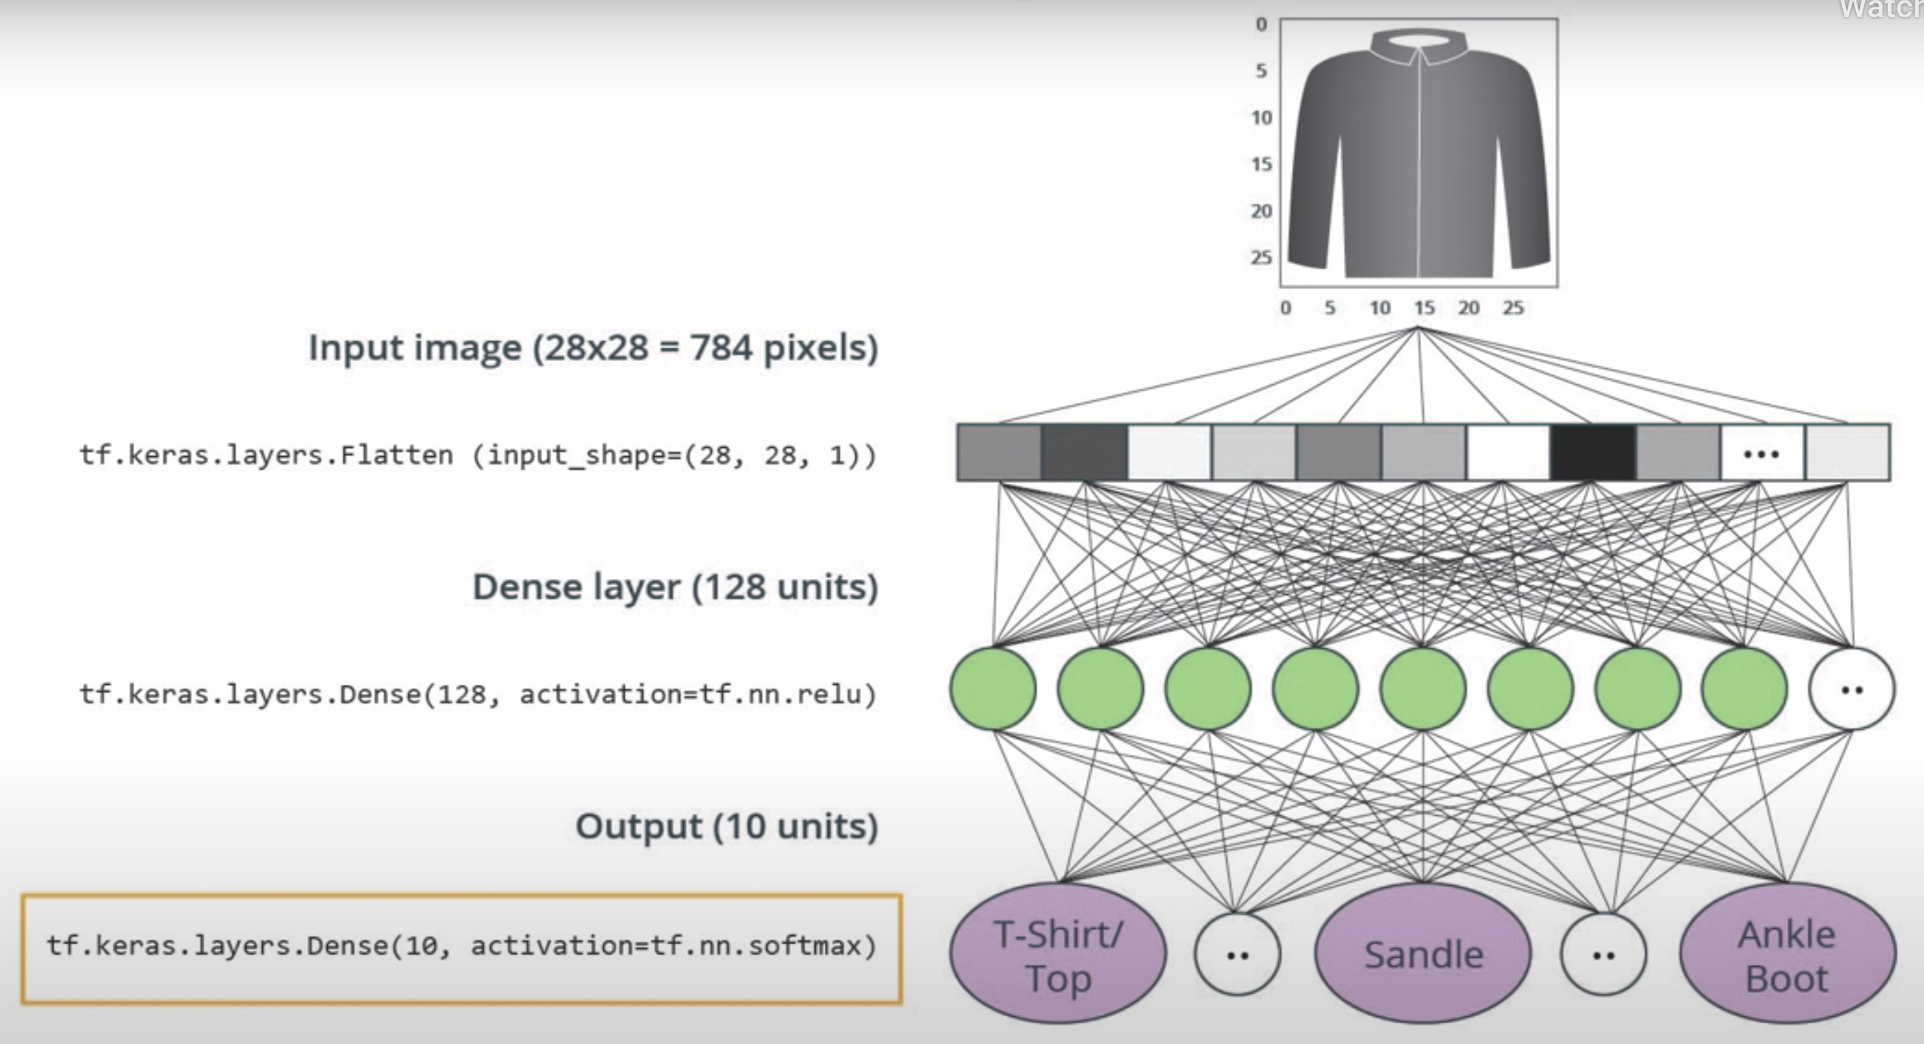 Watch
0
5
10
15
20
25
0 5 10 15 20 25
Input image (28x28 = 784 pixels)
tf.keras.layers.Flatten (input_shape=(28, 28, 1))
...
Dense layer (128 units)
tf.keras.layers.Dense(128, activation=tf.nn.relu)
..
Output (10 units)
tf.keras.layers.Dense(10, activation=tf.nn.softmax)
T-Shirt/
Top
..
Sandle
..
Ankle
Boot